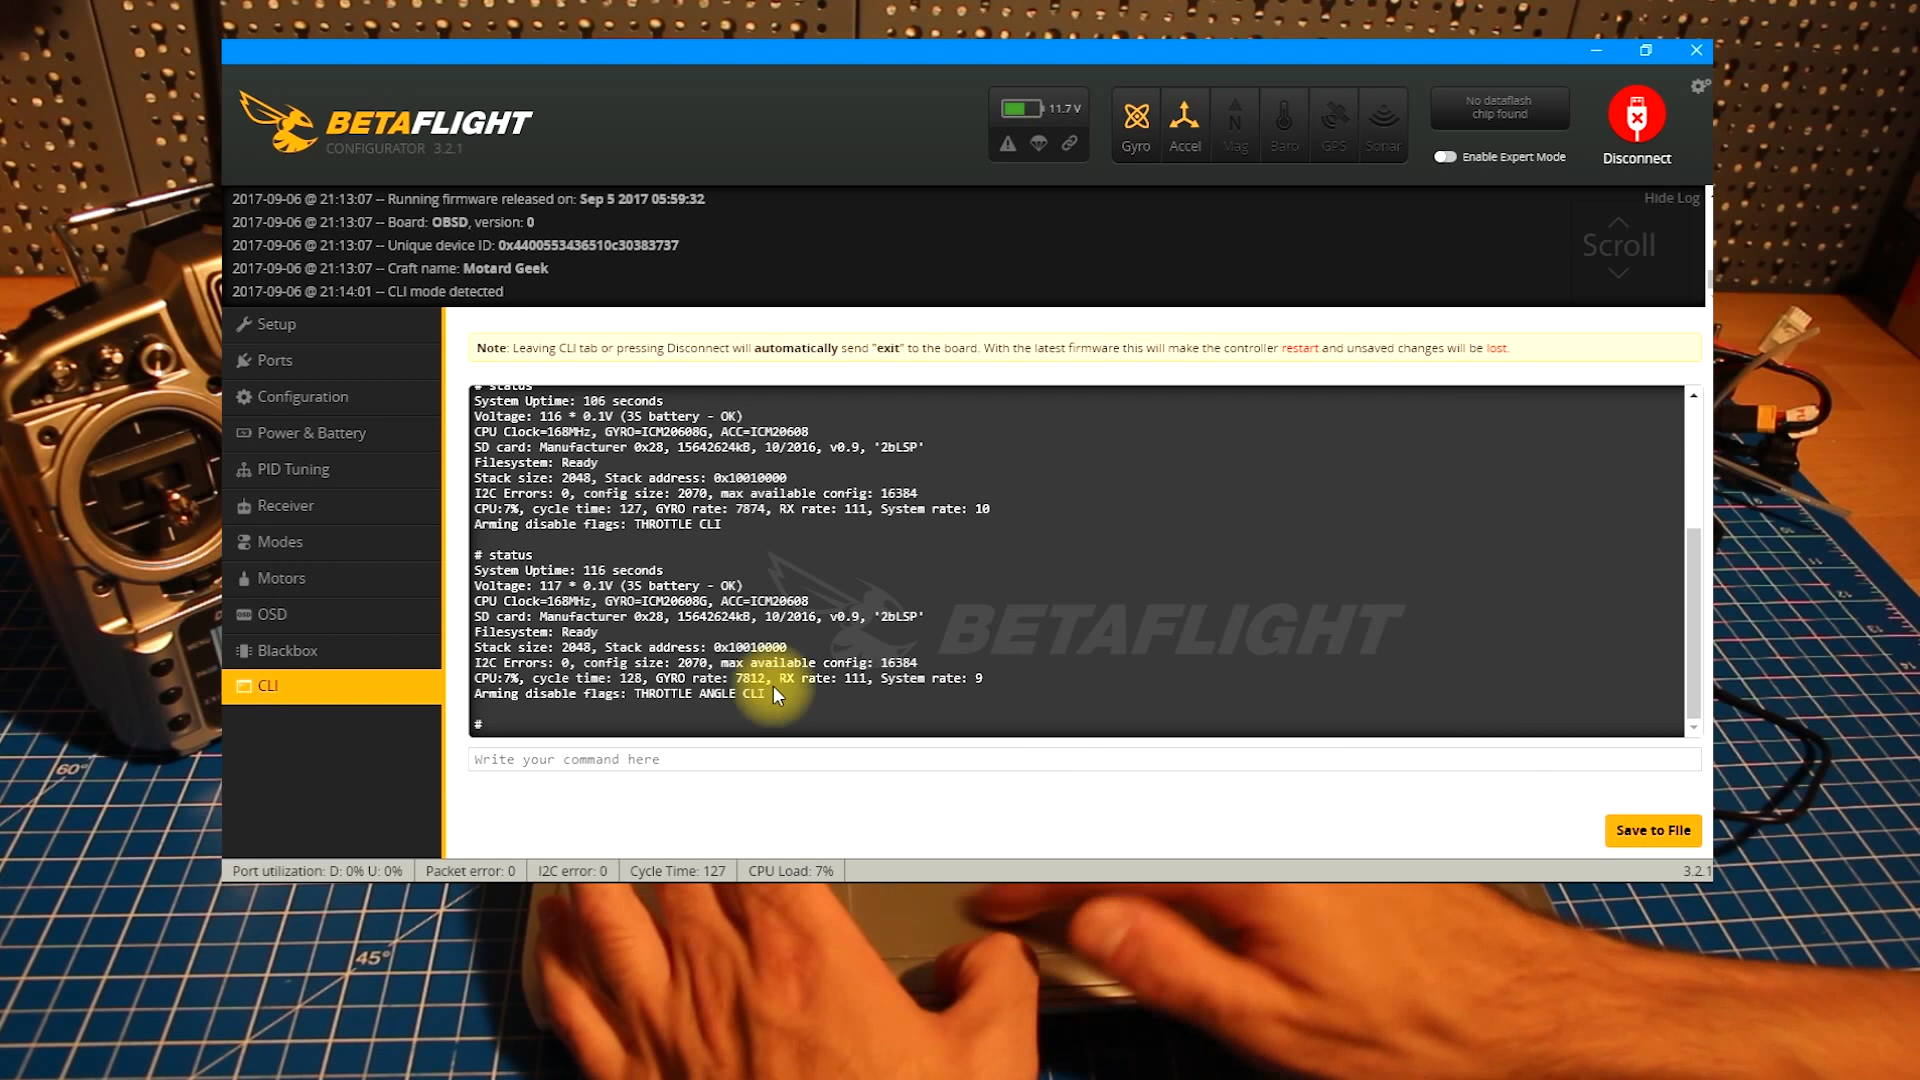 BETAFLIGHT
CONFIGURATOR 3.2.1
11.7 V
Gyro
Accel
Mag
Baro
GPS
Sonar
No dataflash
chip found
Enable Expert Mode
Disconnect
2017-09-06 @ 21:13:07 -- Running firmware released on: Sep 5 2017 05:59:32
2017-09-06 @ 21:13:07 -- Board: OBSD, version: 0
2017-09-06 @ 21:13:07 -- Unique device ID: 0x4400553436510c30383737
2017-09-06 @ 21:13:07 -- Craft name: Motard Geek
2017-09-06 @ 21:14:01 -- CLI mode detected
Hide Log
Scroll
Setup
Ports
Configuration
Power & Battery
PID Tuning
Receiver
Modes
Motors
OSD
Blackbox
CLI
Note: Leaving CLI tab or pressing Disconnect will automatically send "exit" to the board. With the latest firmware this will make the controller restart and unsaved changes will be lost.
# status
System Uptime: 106 seconds
Voltage: 116 * 0.1V (3S battery - OK)
CPU Clock=168MHz, GYRO=ICM20608G, ACC=ICM20608
SD card: Manufacturer 0x28, 15642624kB, 10/2016, v0.9, '2bLSP'
Filesystem: Ready
Stack size: 2048, Stack address: 0x10010000
I2C Errors: 0, config size: 2070, max available config: 16384
CPU:7%, cycle time: 127, GYRO rate: 7874, RX rate: 111, System rate: 10
Arming disable flags: THROTTLE CLI
# status
System Uptime: 116 seconds
Voltage: 117 * 0.1V (3S battery - OK)
CPU Clock=168MHz, GYRO=ICM20608G, ACC=ICM20608
SD card: Manufacturer 0x28, 15642624kB, 10/2016, v0.9, '2bLSP'
Filesystem: Ready
Stack size: 2048, Stack address: 0x10010000
I2C Errors: 0, config size: 2070, max available config: 16384
CPU:7%, cycle time: 128, GYRO rate: 7812, RX rate: 111, System rate: 9
Arming disable flags: THROTTLE ANGLE CLI
#
BETAFLIGHT
Write your command here
Save to File
Port utilization: D: 0% U: 0%
Packet error: 0
I2C error: 0
Cycle Time: 127
CPU Load: 7%
3.2.1
60°
45°